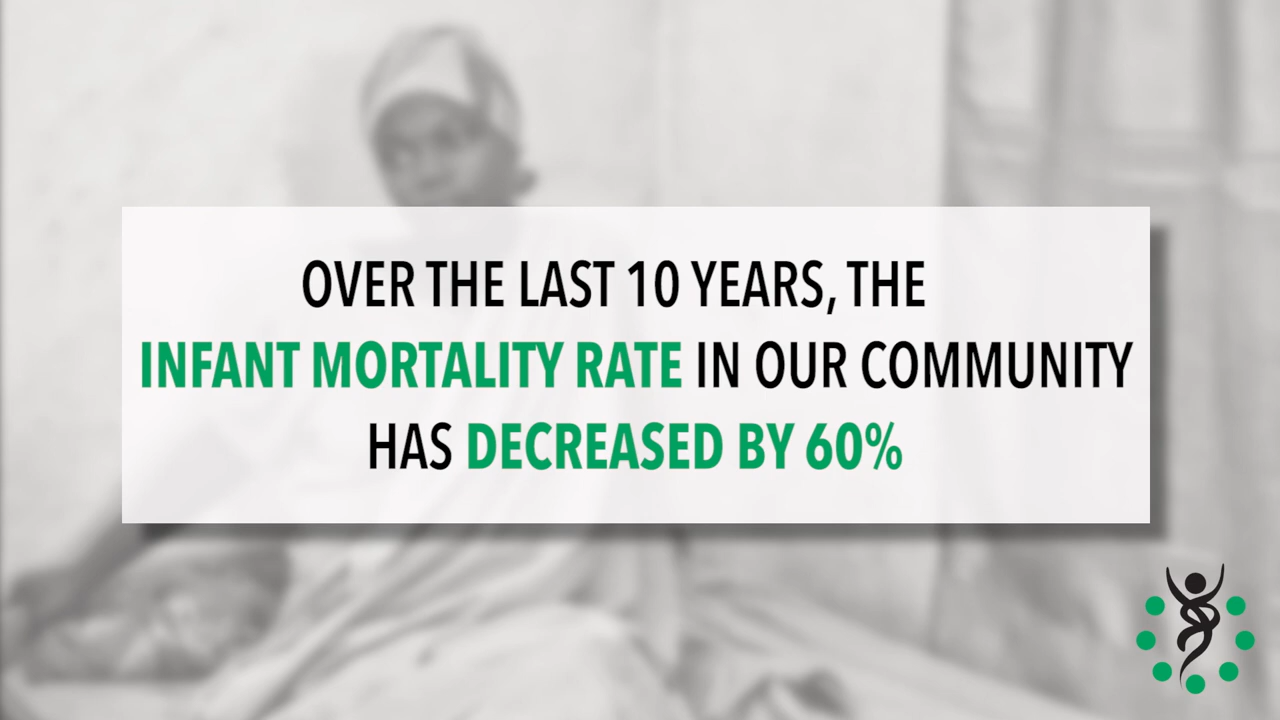 OVER THE LAST 10 YEARS, THE
INFANT MORTALITY RATE IN OUR COMMUNITY
HAS DECREASED BY 60%